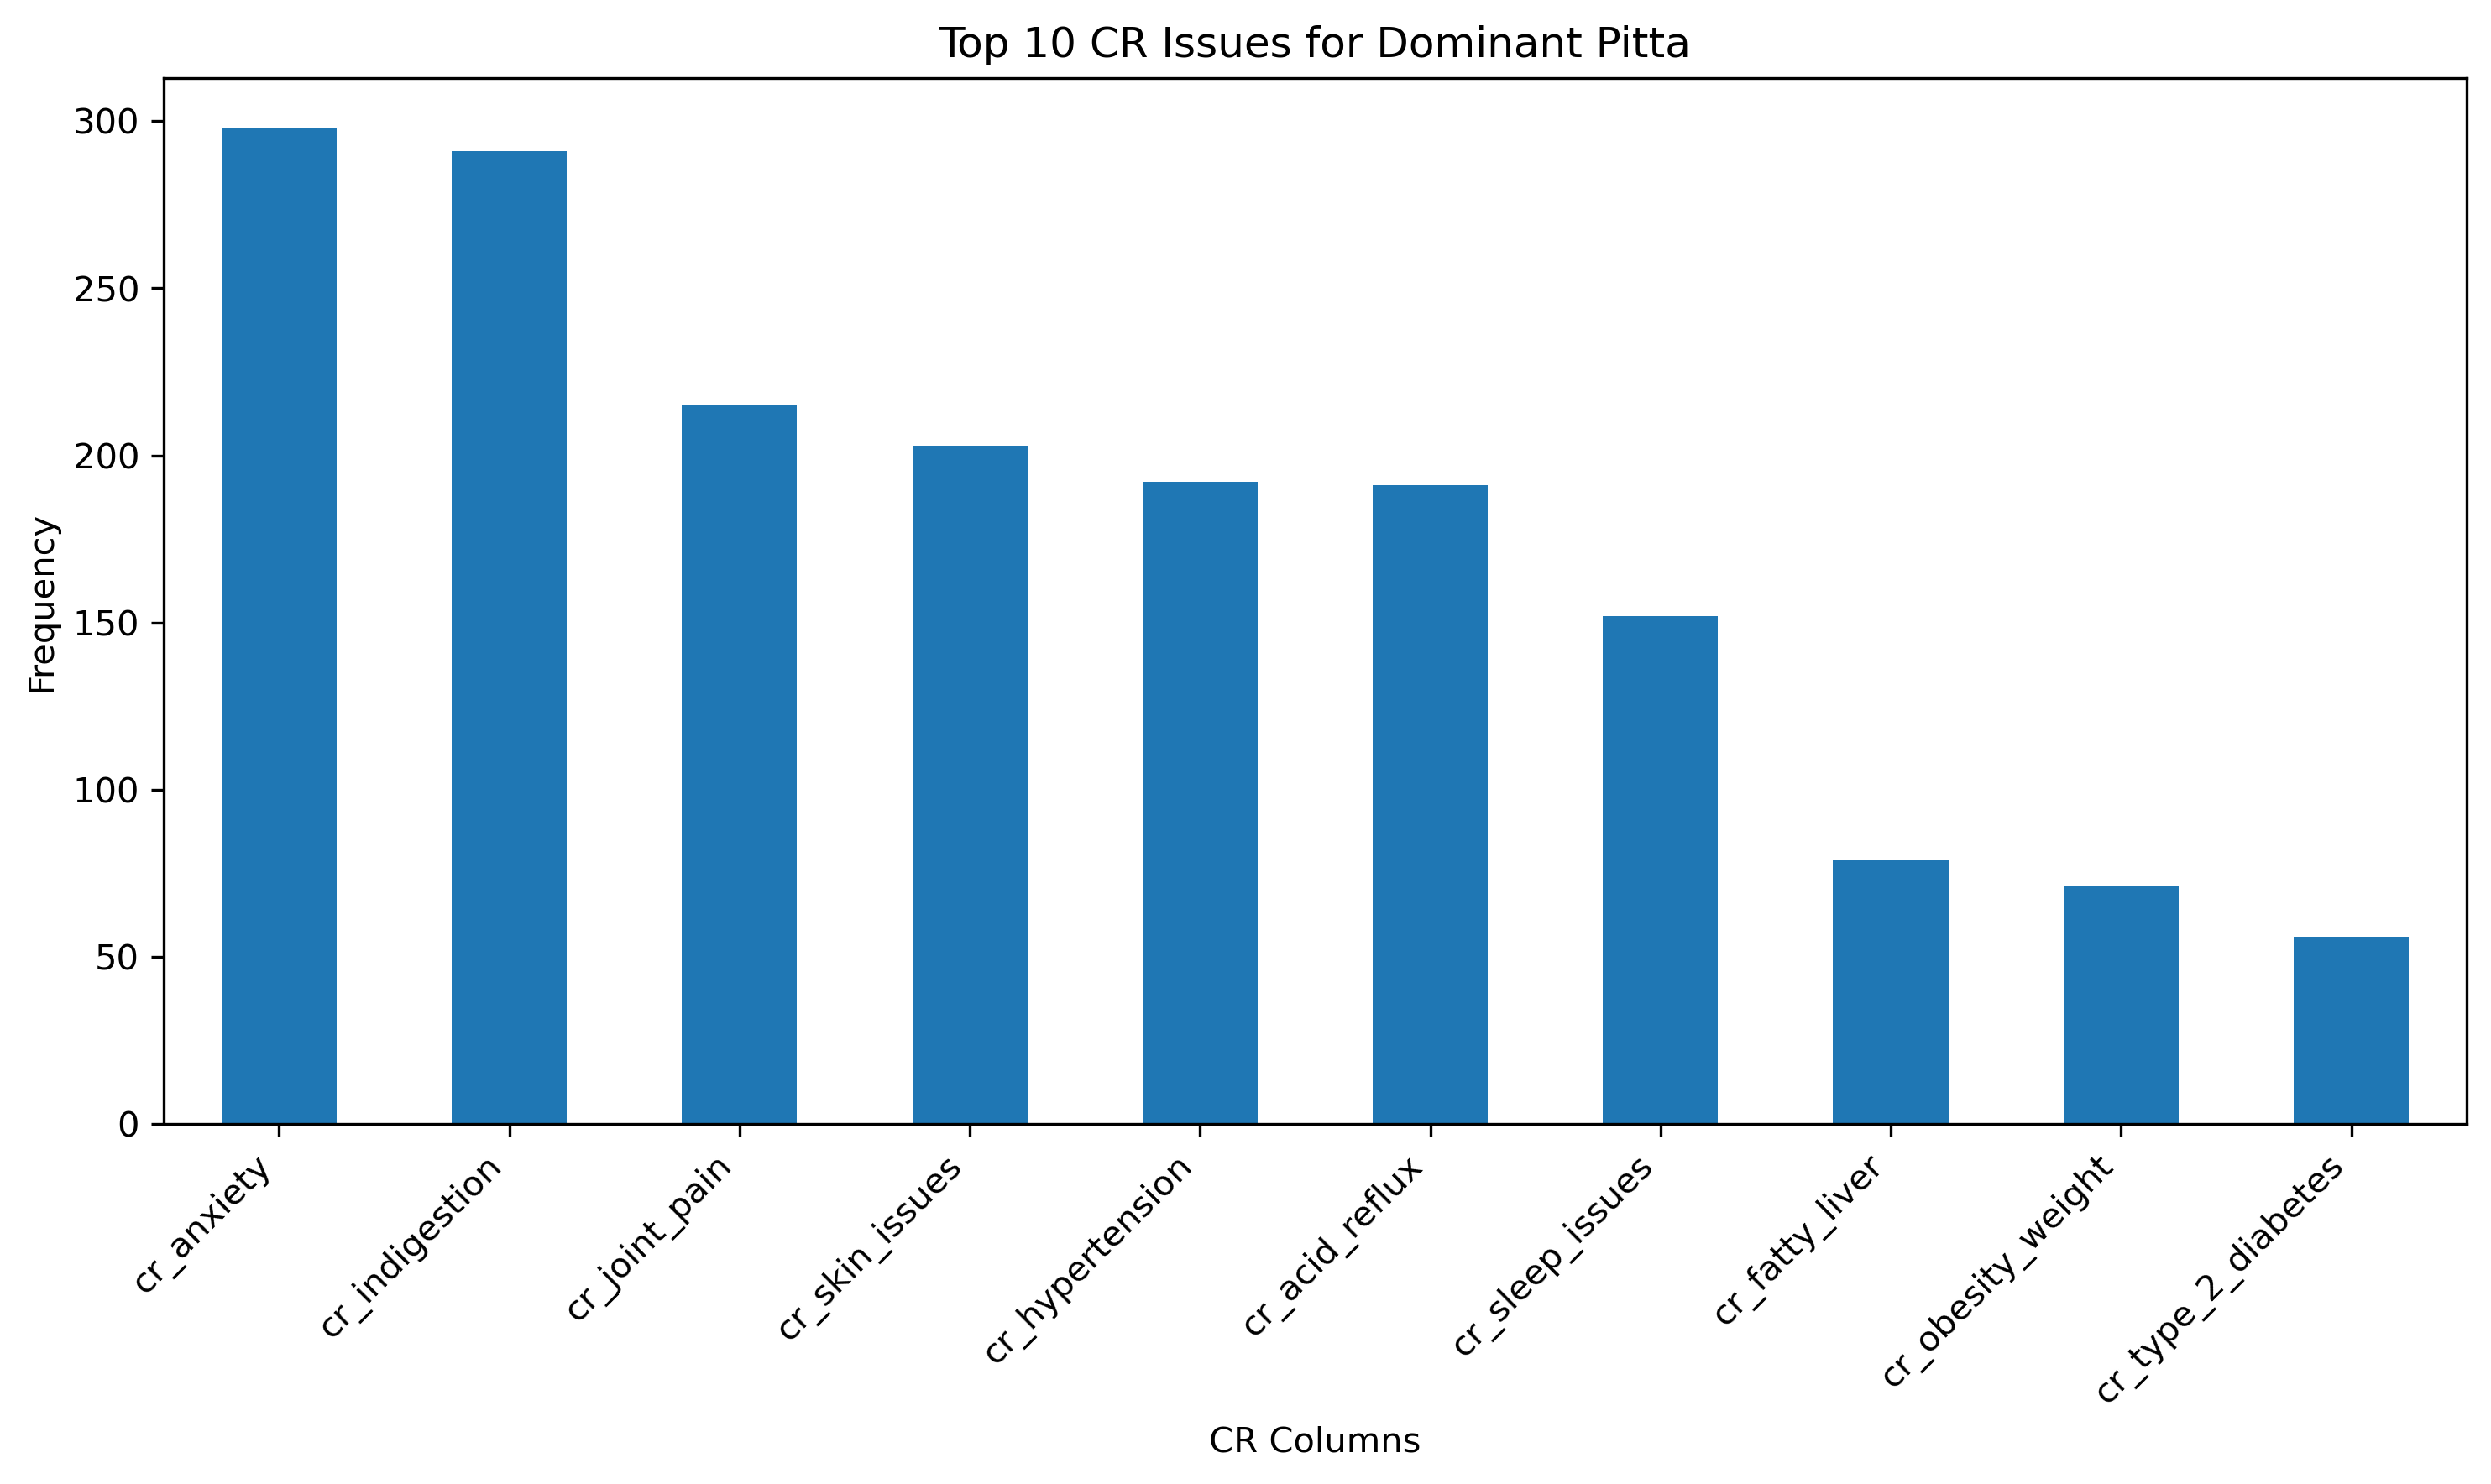 Top 10 CR Issues for Dominant Pitta
Frequency
300
250
200
150
100
50
0
cr_anxiety
cr_indigestion
cr_joint_pain
cr_skin_issues
cr_hypertension
cr_acid_reflux
cr_sleep_issues
cr_fatty_liver
cr_obesity_weight
cr_type_2_diabetes
CR Columns